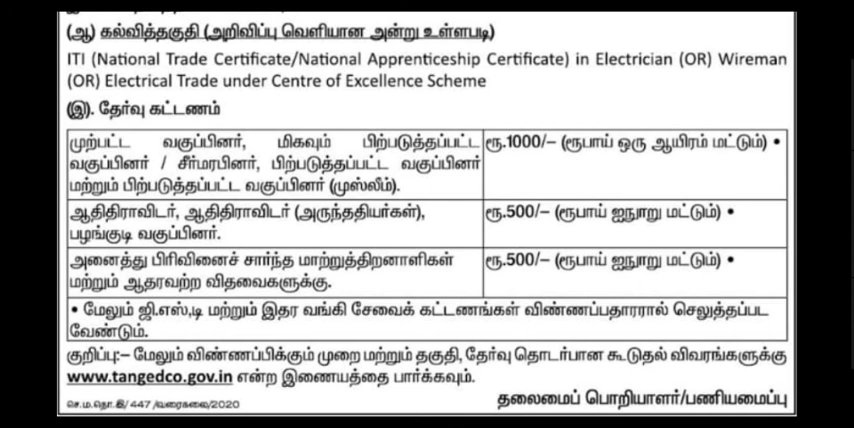 (ஆ) கல்வித்தகுதி (அறிவிப்பு வெளியான அன்று உள்ளபடி)
ITI (National Trade Certificate/National Apprenticeship Certificate) in Electrician (OR) Wireman
(OR) Electrical Trade under Centre of Excellence Scheme
(இ). தேர்வு கட்டணம்
முற்பட்ட வகுப்பினர், மிகவும் பிற்படுத்தப்பட்ட
வகுப்பினர் / சீர்மரபினர், பிற்படுத்தப்பட்ட வகுப்பினர்
மற்றும் பிற்படுத்தப்பட்ட வகுப்பினர் (முஸ்லீம்).
ரூ.1000/– (ரூபாய் ஒரு ஆயிரம் மட்டும்) •
ஆதிதிராவிடர், ஆதிதிராவிடர் (அருந்ததியர்கள்),
பழங்குடி வகுப்பினர்.
ரூ.500/– (ரூபாய் ஐநூறு மட்டும்) •
அனைத்து பிரிவினைச் சார்ந்த மாற்றுத்திறனாளிகள்
மற்றும் ஆதரவற்ற விதவைகளுக்கு.
ரூ.500/– (ரூபாய் ஐநூறு மட்டும்) •
• மேலும் ஜி.எஸ்,டி மற்றும் இதர வங்கி சேவைக் கட்டணங்கள் விண்ணப்பதாரரால் செலுத்தப்பட
வேண்டும்.
குறிப்பு:– மேலும் விண்ணப்பிக்கும் முறை மற்றும் தகுதி, தேர்வு தொடர்பான கூடுதல் விவரங்களுக்கு
www.tangedco.gov.in என்ற இணையத்தை பார்க்கவும்.
செ.ம.தொ.இ/ 447 /வரைகலை/2020
தலைமைப் பொறியாளர்/பணியமைப்பு